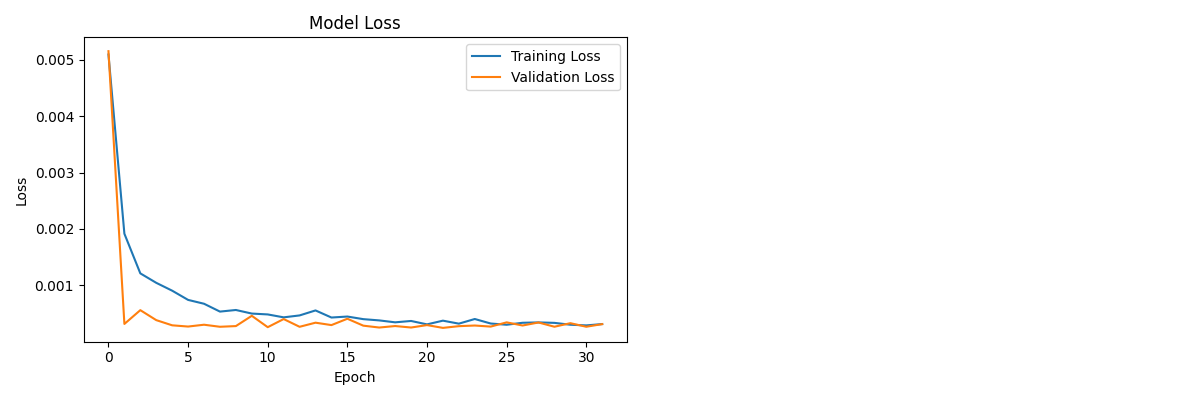 Model Loss
Training Loss
Validation Loss
0.005
0.004
0.003
0.002
0.001
Loss
0 5 10 15 20 25 30
Epoch